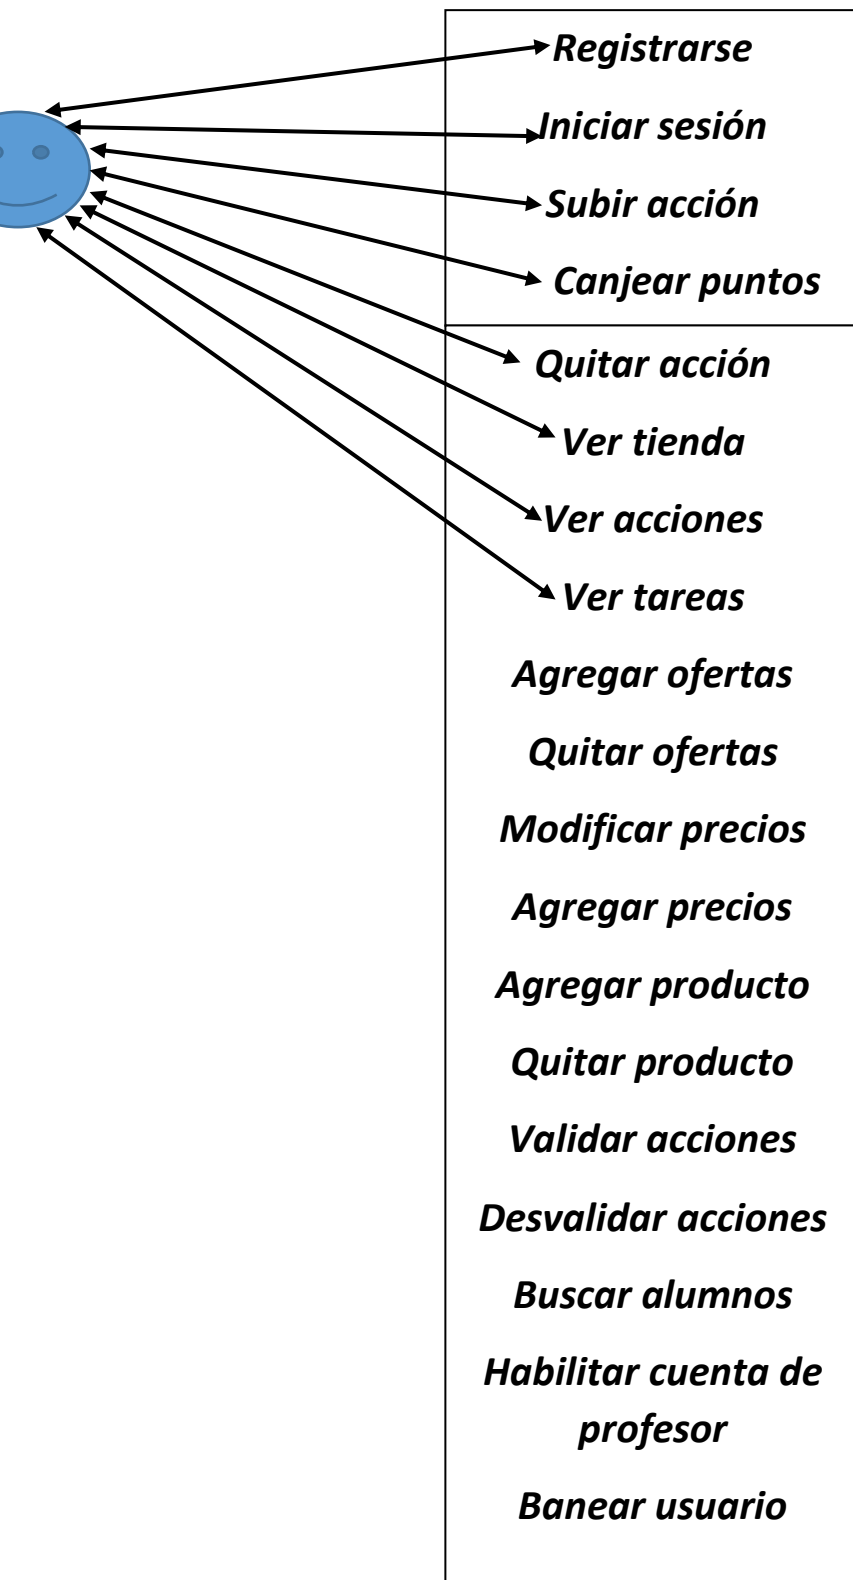 Registrarse
Iniciar sesión
Subir acción
Canjear puntos
Quitar acción
Ver tienda
Ver acciones
Ver tareas
Agregar ofertas
Quitar ofertas
Modificar precios
Agregar precios
Agregar producto
Quitar producto
Validar acciones
Desvalidar acciones
Buscar alumnos
Habilitar cuenta de
profesor
Banear usuario